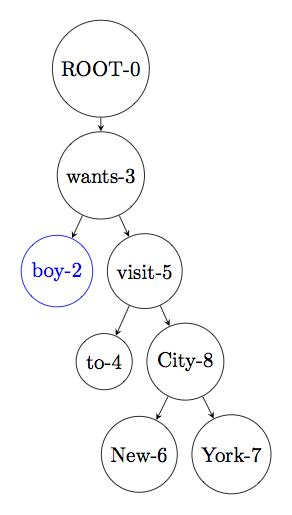 ROOT-0
wants-3
boy-2 visit-5
to-4 City-8
New-6 York-7